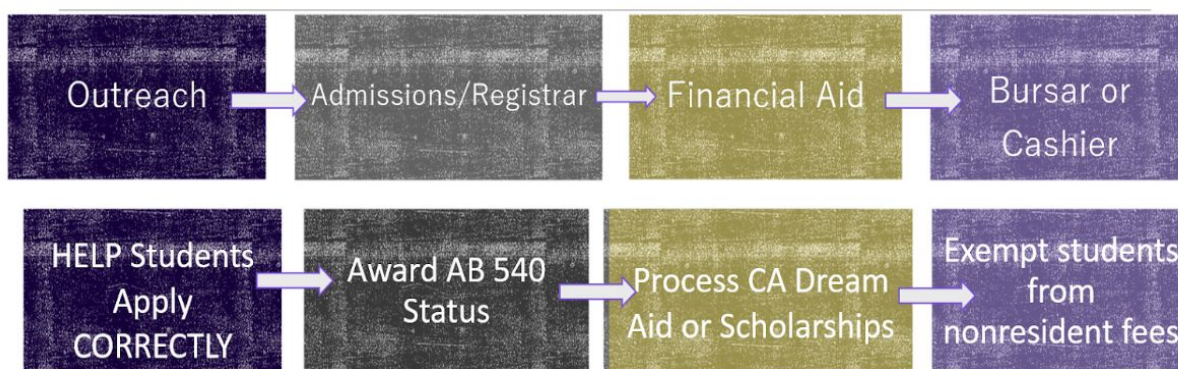 Outreach
Admissions/Registrar
Financial Aid
Bursar or
Cashier
HELP Students
Apply
CORRECTLY
Award AB 540
Status
Process CA Dream
Aid or Scholarships
Exempt students
from
nonresident fees